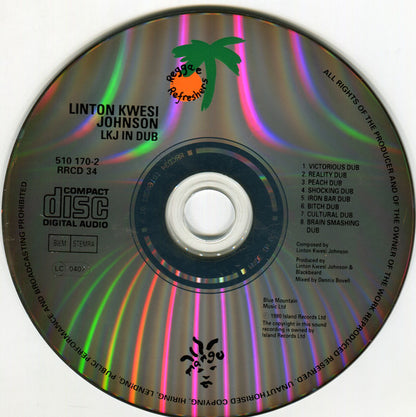 Reggae
Refreshers
LINTON KWESI
JOHNSON
LKJ IN DUB
510 170-2
RRCD 34
COMPACT
disc
DIGITAL AUDIO
BIEM STEMRA
LC
1 VICTORIOUS DUB
2 REALITY DUB
3 PEACH DUB
4 SHOCKING DUB
5 IRON BAR DUB
6 BITCH DUB
7 CULTURAL DUB
8 BRAIN SMASHING
DUB
Composed by
Linton Kwesi Johnson
Produced by
Linton Kwesi Johnson &
Blackbeard
Mixed by Dennis Bovell
Blue Mountain
Music Ltd
1980 Island Records Ltd
The copyright in this sound
recording is owned by
Island Records Ltd
mango
ALL RIGHTS OF THE PRODUCER AND OF THE OWNER OF THE WORK REPRODUCED RESERVED. UNAUTHORISED COPYING, HIRING, LENDING, PUBLIC PERFORMANCE AND BROADCASTING PROHIBITED